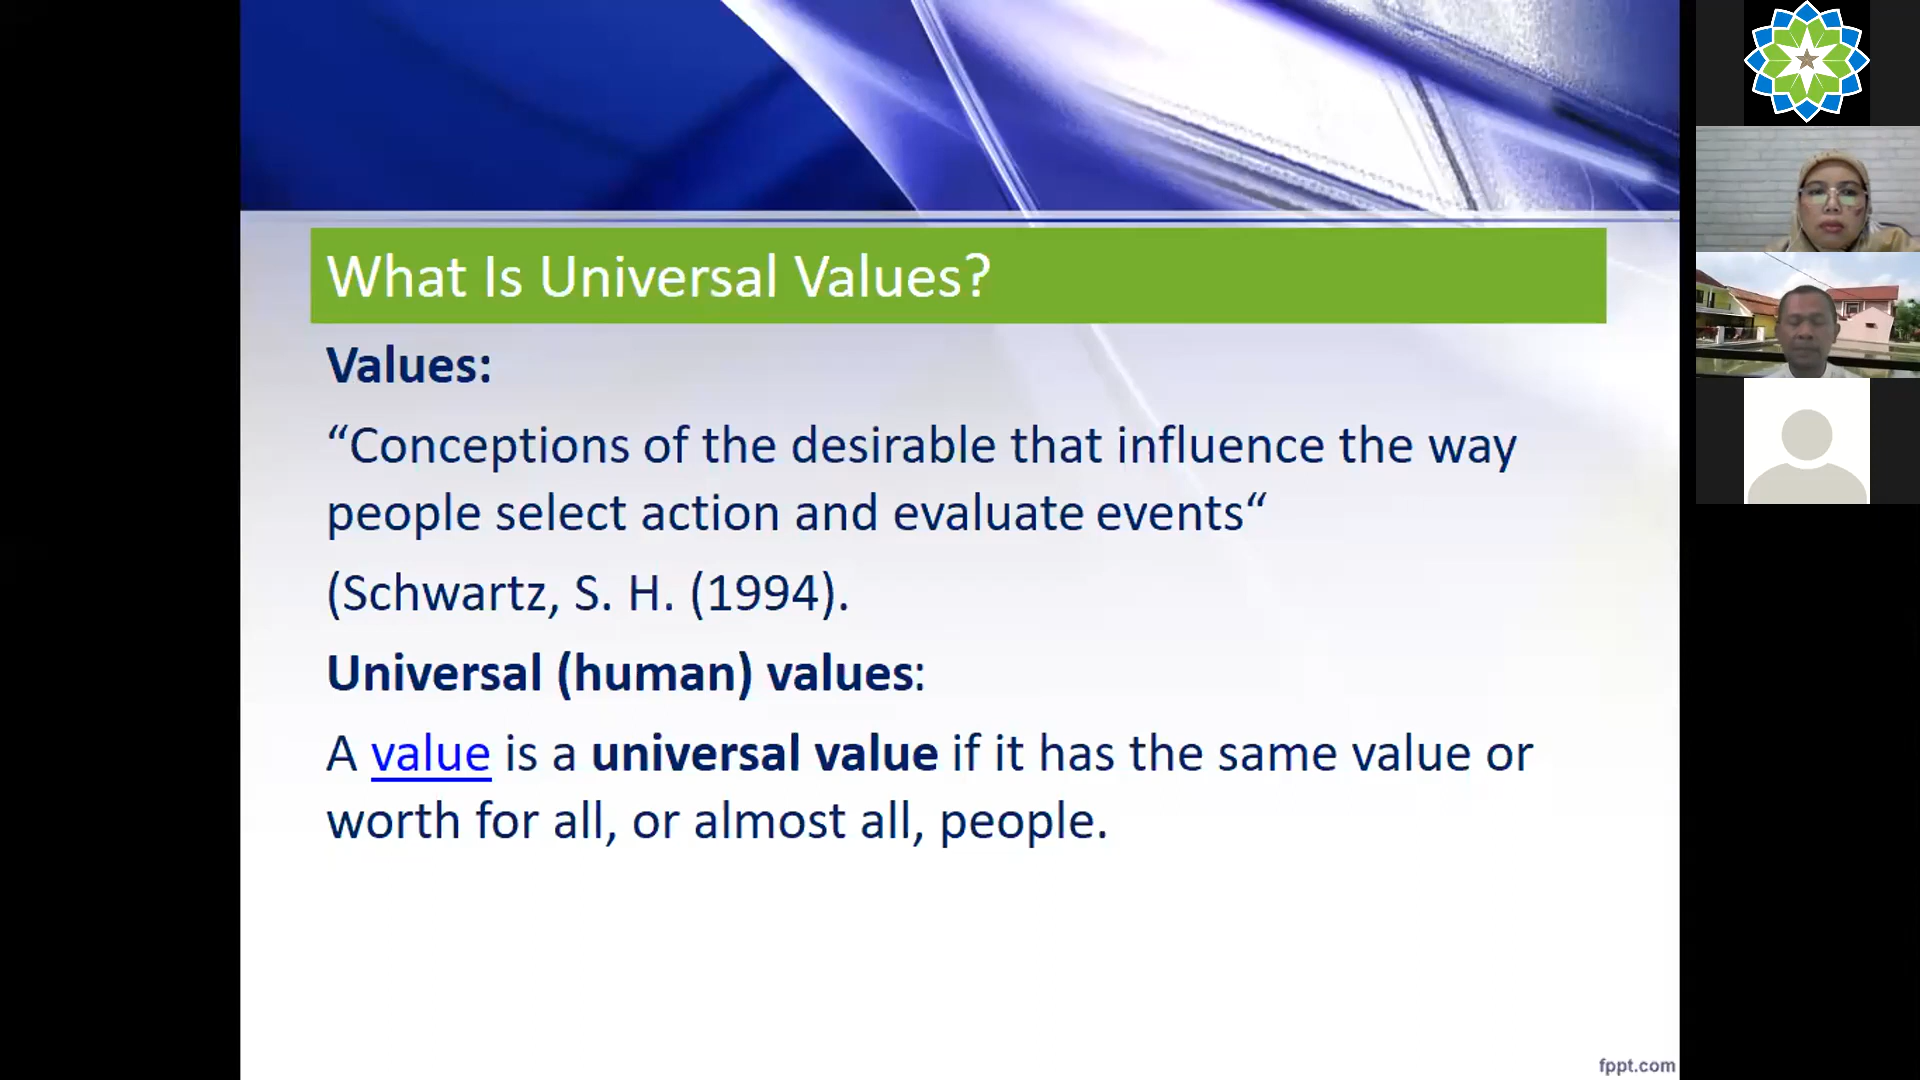 What Is Universal Values?
Values:
“Conceptions of the desirable that influence the way
people select action and evaluate events“
(Schwartz, S. H. (1994).
Universal (human) values:
A value is a universal value if it has the same value or
worth for all, or almost all, people.
fppt.com